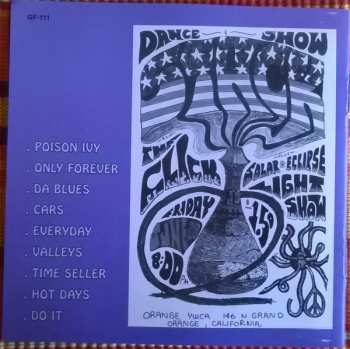 GF-111
DANCE & SHOW
. POISON IVY
. ONLY FOREVER
. DA BLUES
. CARS
. EVERYDAY
. VALLEYS
. TIME SELLER
. HOT DAYS
. DO IT
THE
SOLAR ECLIPSE
LIGHT
SHOW
FRIDAY
8:00 PM
ORANGE YWCA 146 N. GRAND
ORANGE, CALIFORNIA